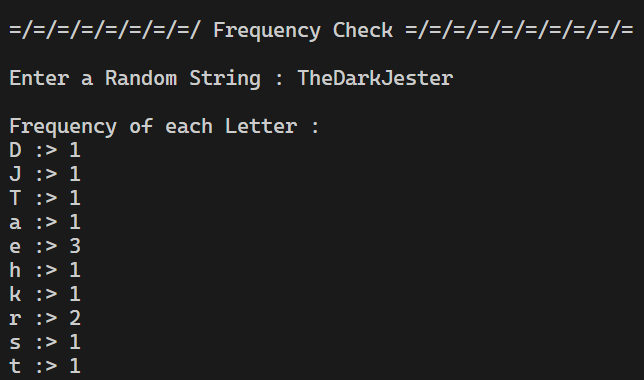 =/=/=/=/=/=/=/=/ Frequency Check =/=/=/=/=/=/=/=/=/=
Enter a Random String : TheDarkJester
Frequency of each Letter :
D :> 1
J :> 1
T :> 1
a :> 1
e :> 3
h :> 1
k :> 1
r :> 2
s :> 1
t :> 1